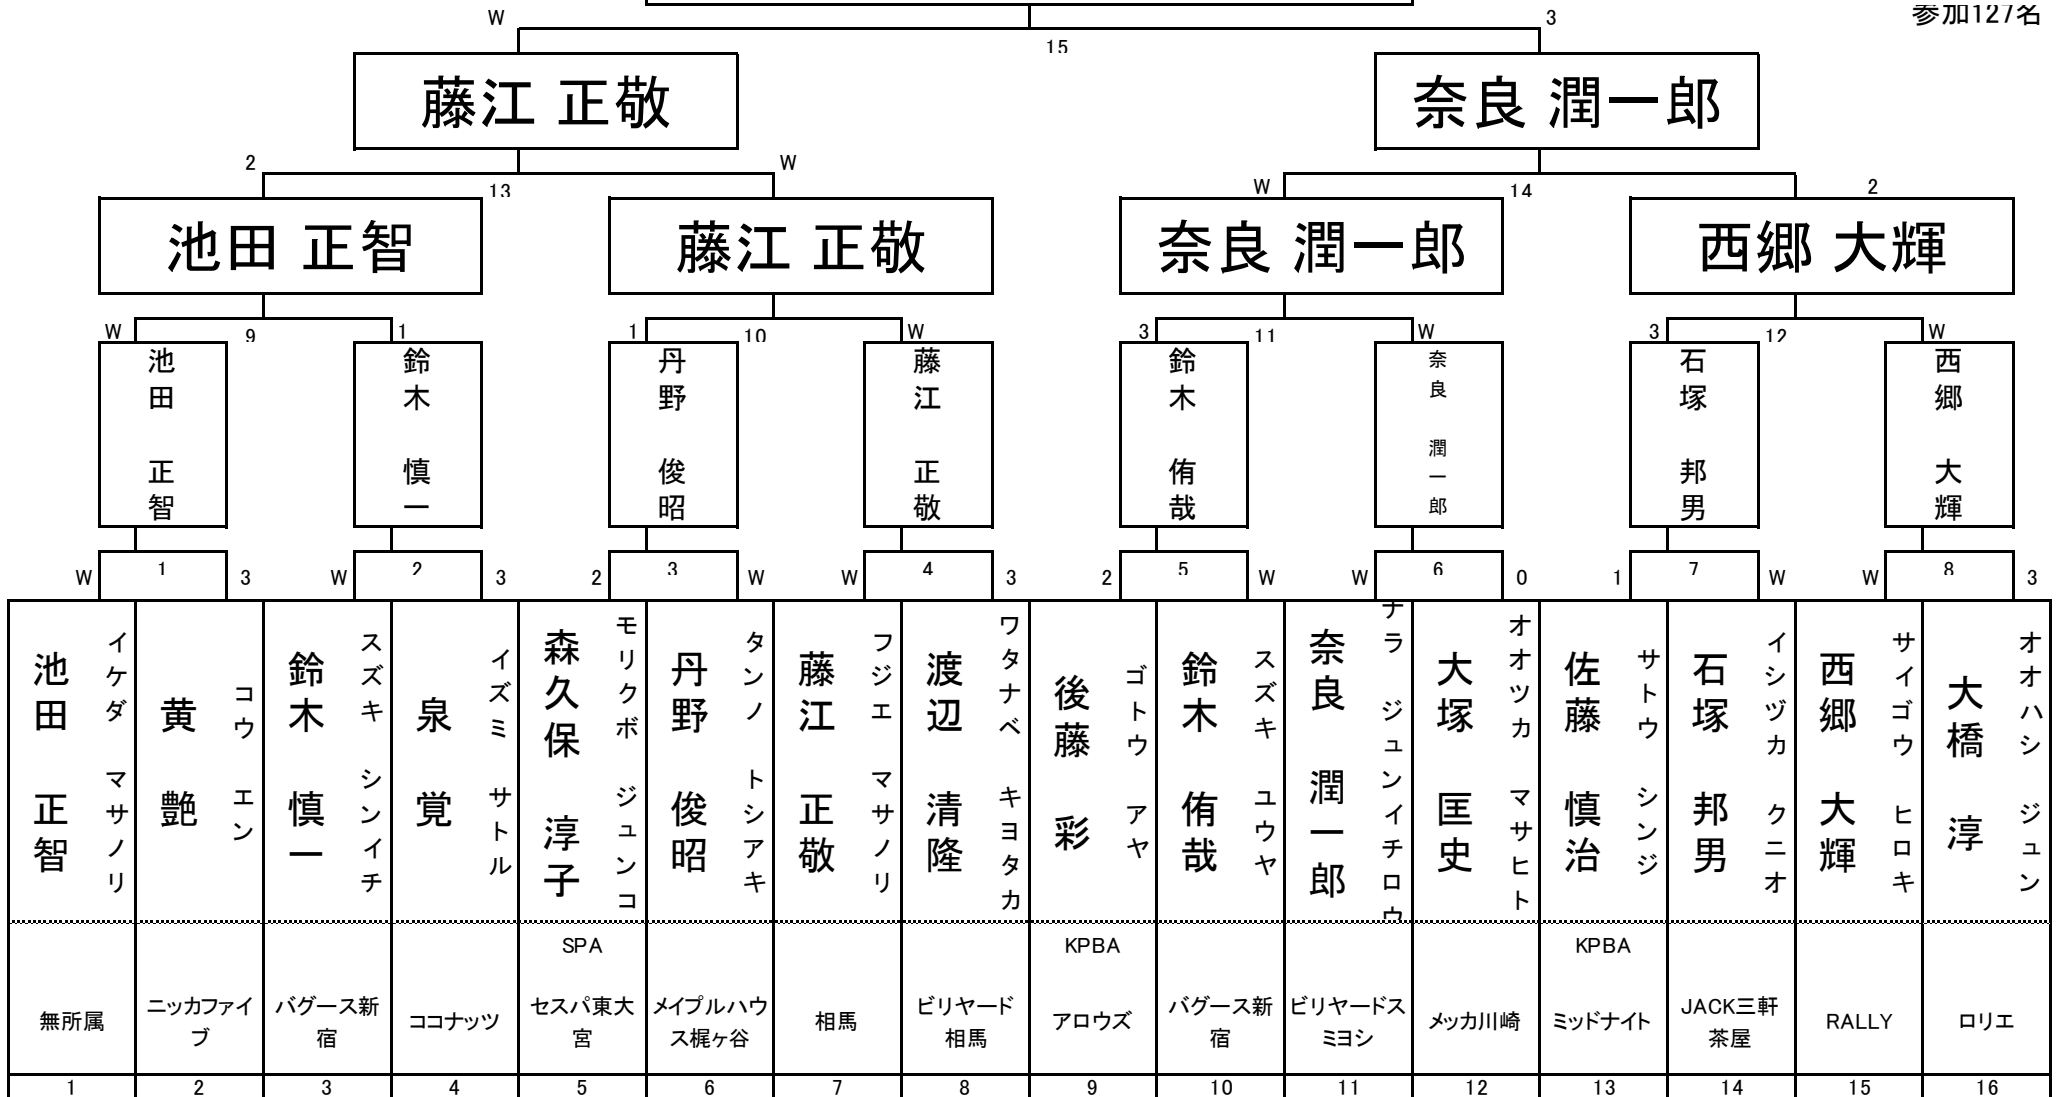 参加127名
W
3
15
藤江 正敬
奈良 潤一郎
2
W
13
W
14
2
池田 正智
藤江 正敬
奈良 潤一郎
西郷 大輝
W
9
1
1
10
W
3
11
W
3
12
W
池田 正智
鈴木 慎一
丹野 俊昭
藤江 正敬
鈴木 侑哉
奈良 潤一郎
石塚 邦男
西郷 大輝
W
1
3
W
2
3
2
3
W
W
4
3
2
5
W
W
6
0
1
7
W
W
8
3
池田 正智
イケダ マサノリ
黄 艶
コウ エン
鈴木 慎一
スズキ シンイチ
泉 覚
イズミ サトル
森久保 淳子
モリクボ ジュンコ
丹野 俊昭
タンノ トシアキ
藤江 正敬
フジエ マサノリ
渡辺 清隆
ワタナベ キヨタカ
後藤 彩
ゴトウ アヤ
鈴木 侑哉
スズキ ユウヤ
奈良 潤一郎
ナラ ジュンイチロウ
大塚 匡史
オオツカ マサヒト
佐藤 慎治
サトウ シンジ
石塚 邦男
イシヅカ クニオ
西郷 大輝
サイゴウ ヒロキ
大橋 淳
オオハシ ジュン
SPA
KPBA
KPBA
無所属
ニッカファイ
ブ
バグース新
宿
ココナッツ
セスパ東大
宮
メイプルハウ
ス梶ヶ谷
相馬
ビリヤード
相馬
アロウズ
バグース新
宿
ビリヤードス
ミヨシ
メッカ川崎
ミッドナイト
JACK三軒
茶屋
RALLY
ロリエ
1
2
3
4
5
6
7
8
9
10
11
12
13
14
15
16